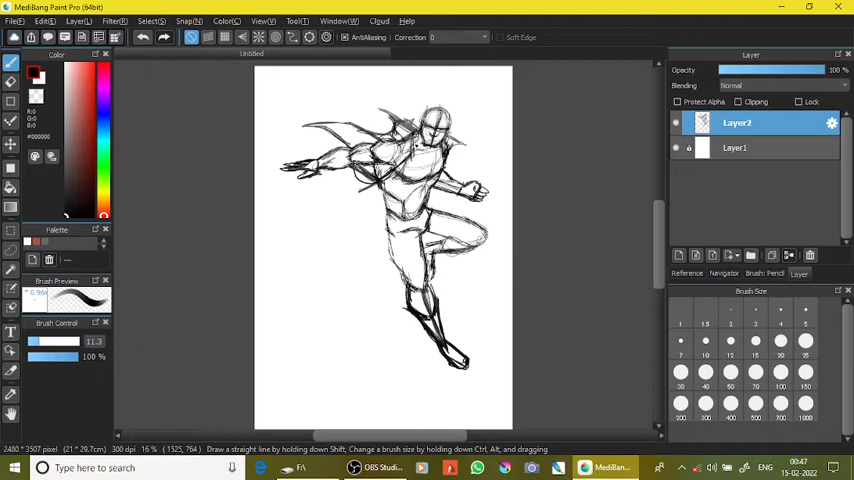 MediBang Paint Pro (64bit)
File(F) Edit(E) Layer(L) Filter(R) Select(S) Snap(N) Color(C) View(V) Tool(T) Window(W) Cloud Help
AntiAliasing Correction 0 Soft Edge
Untitled
Color
R:0
G:0
B:0
#000000
Palette
---
Brush Preview
Brush Control
11.3
100 %
Layer
Opacity 100 %
Blending Normal
Protect Alpha Clipping Lock
Layer2
Layer1
Reference Navigator Brush: Pencil Layer
Brush Size
1 1.5 2 3 4 5
7 10 12 15 20 25
30 40 50 70 100 150
200 300 400 500 700 1000
2480 * 3507 pixel (21 * 29.7cm) 300 dpi 16 % (1525, 764) Draw a straight line by holding down Shift, Change a brush size by holding down Ctrl, Alt, and dragging
Type here to search
F:\
OBS Studi...
MediBan...
ENG
00:47
15-02-2022